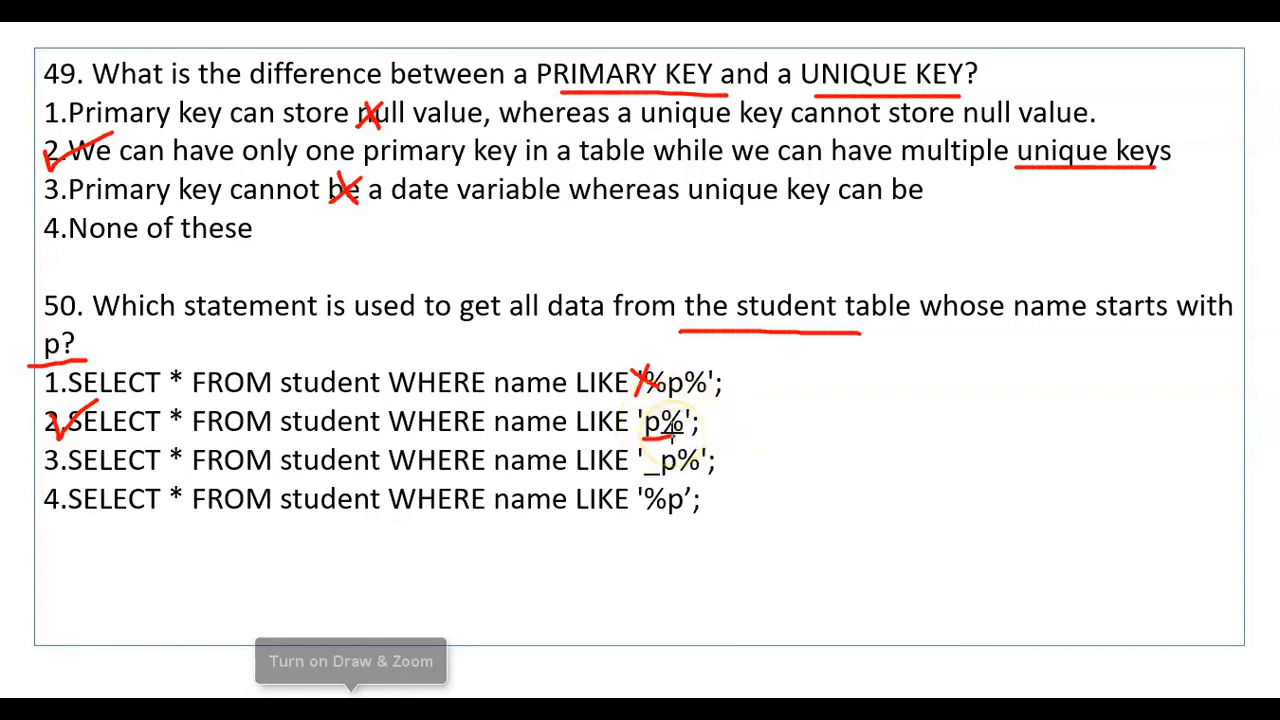 49. What is the difference between a PRIMARY KEY and a UNIQUE KEY?
1.Primary key can store null value, whereas a unique key cannot store null value.
2.We can have only one primary key in a table while we can have multiple unique keys
3.Primary key cannot be a date variable whereas unique key can be
4.None of these
50. Which statement is used to get all data from the student table whose name starts with
p?
1.SELECT * FROM student WHERE name LIKE '%p%';
2.SELECT * FROM student WHERE name LIKE 'p%';
3.SELECT * FROM student WHERE name LIKE '_p%';
4.SELECT * FROM student WHERE name LIKE '%p’;
Turn on Draw & Zoom